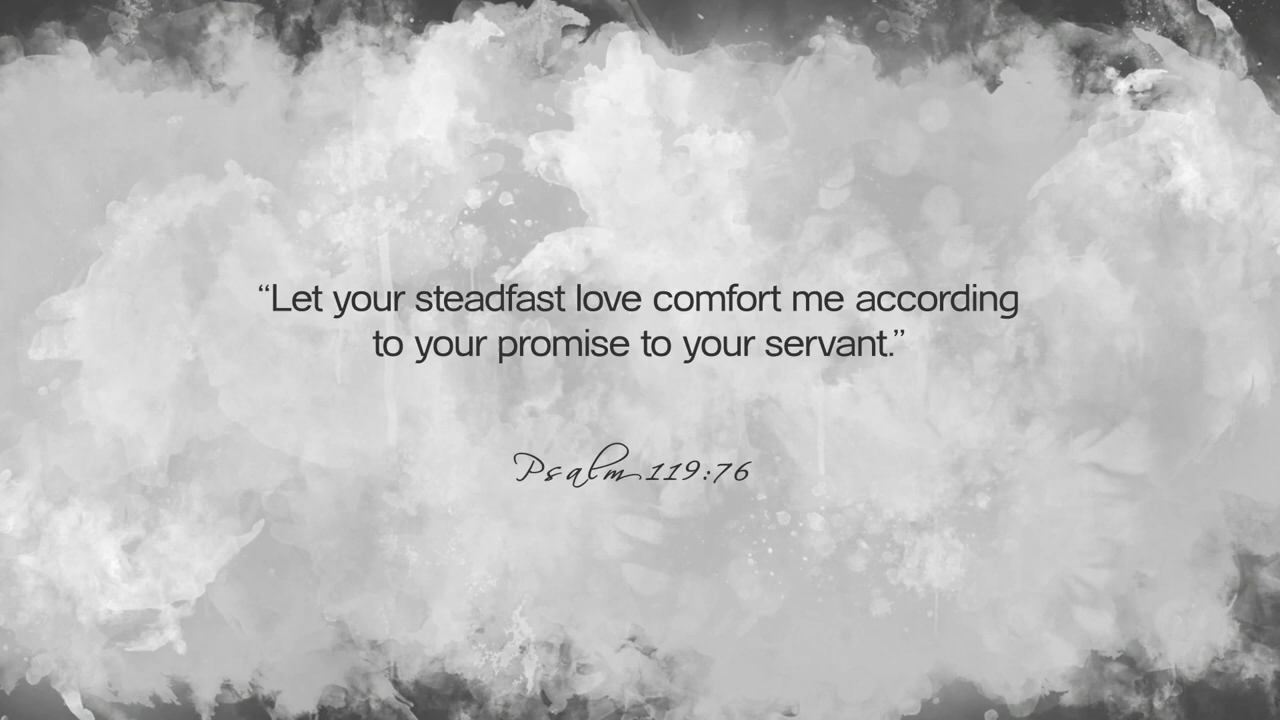 “Let your steadfast love comfort me according
to your promise to your servant.”
Psalm 119:76